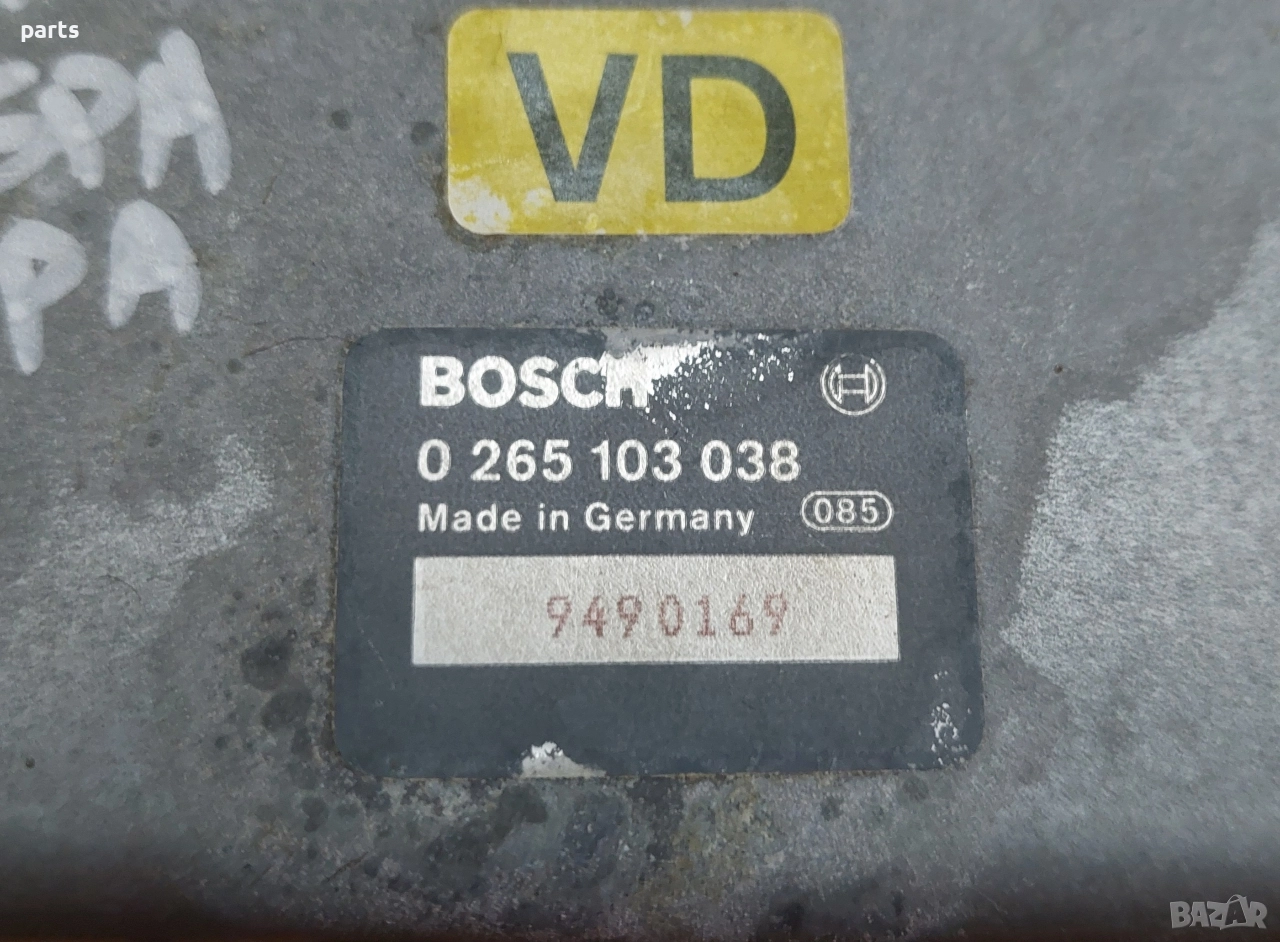 parts
VD
BOSCH
0 265 103 038
Made in Germany 085
9490169
BAZAR